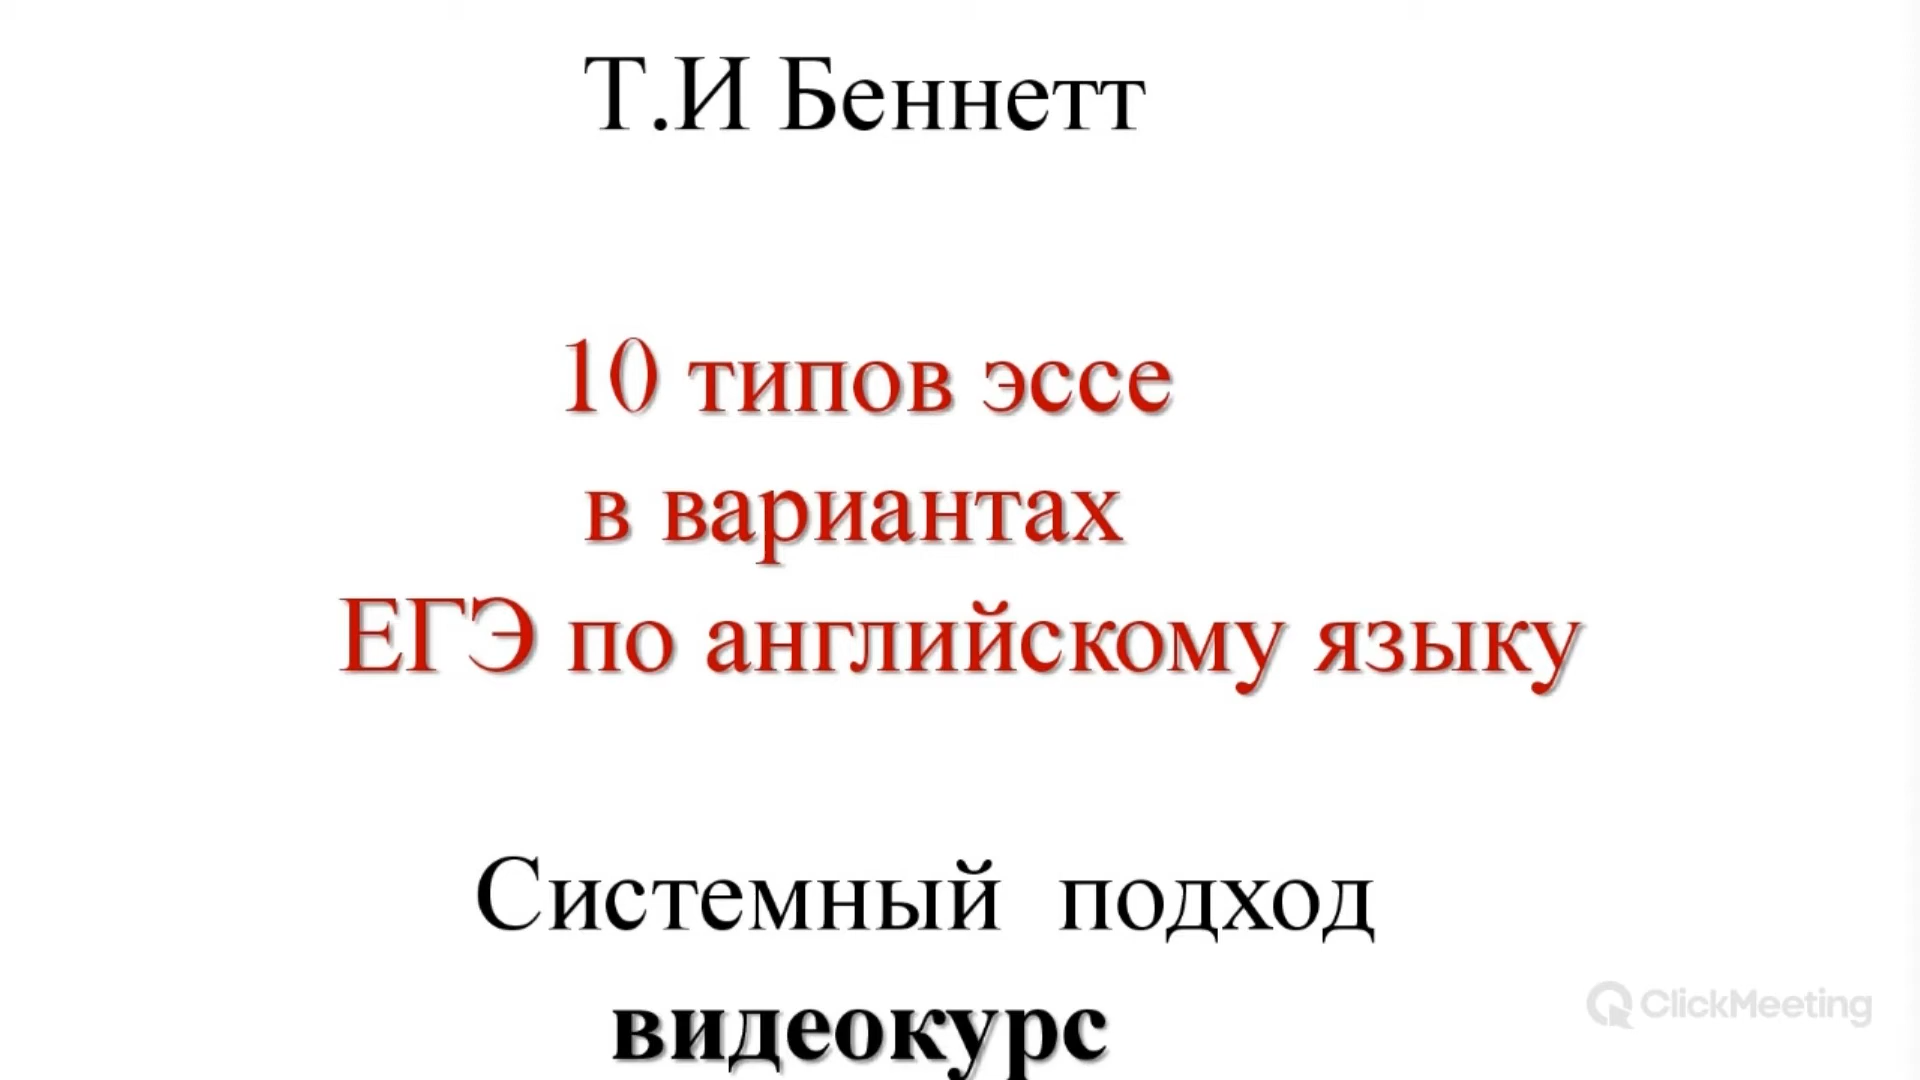 Т.И Беннетт
10 типов эссе
в вариантах
ЕГЭ по английскому языку
Системный подход
видеокурс
ClickMeeting